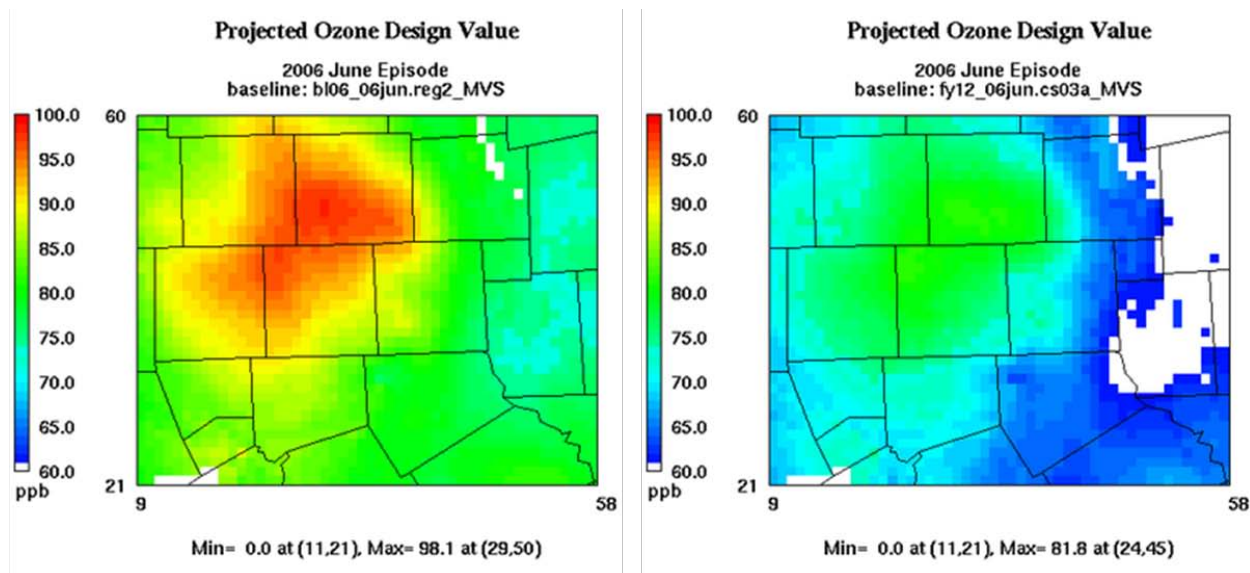 Projected Ozone Design Value
2006 June Episode
baseline: bl06_06jun.reg2_MVS
100.0
95.0
90.0
85.0
80.0
75.0
70.0
65.0
60.0
ppb
60
21
9
58
Min= 0.0 at (11,21), Max= 98.1 at (29,50)
Projected Ozone Design Value
2006 June Episode
baseline: fy12_06jun.cs03a_MVS
100.0
95.0
90.0
85.0
80.0
75.0
70.0
65.0
60.0
ppb
60
21
9
58
Min= 0.0 at (11,21), Max= 81.8 at (24,45)